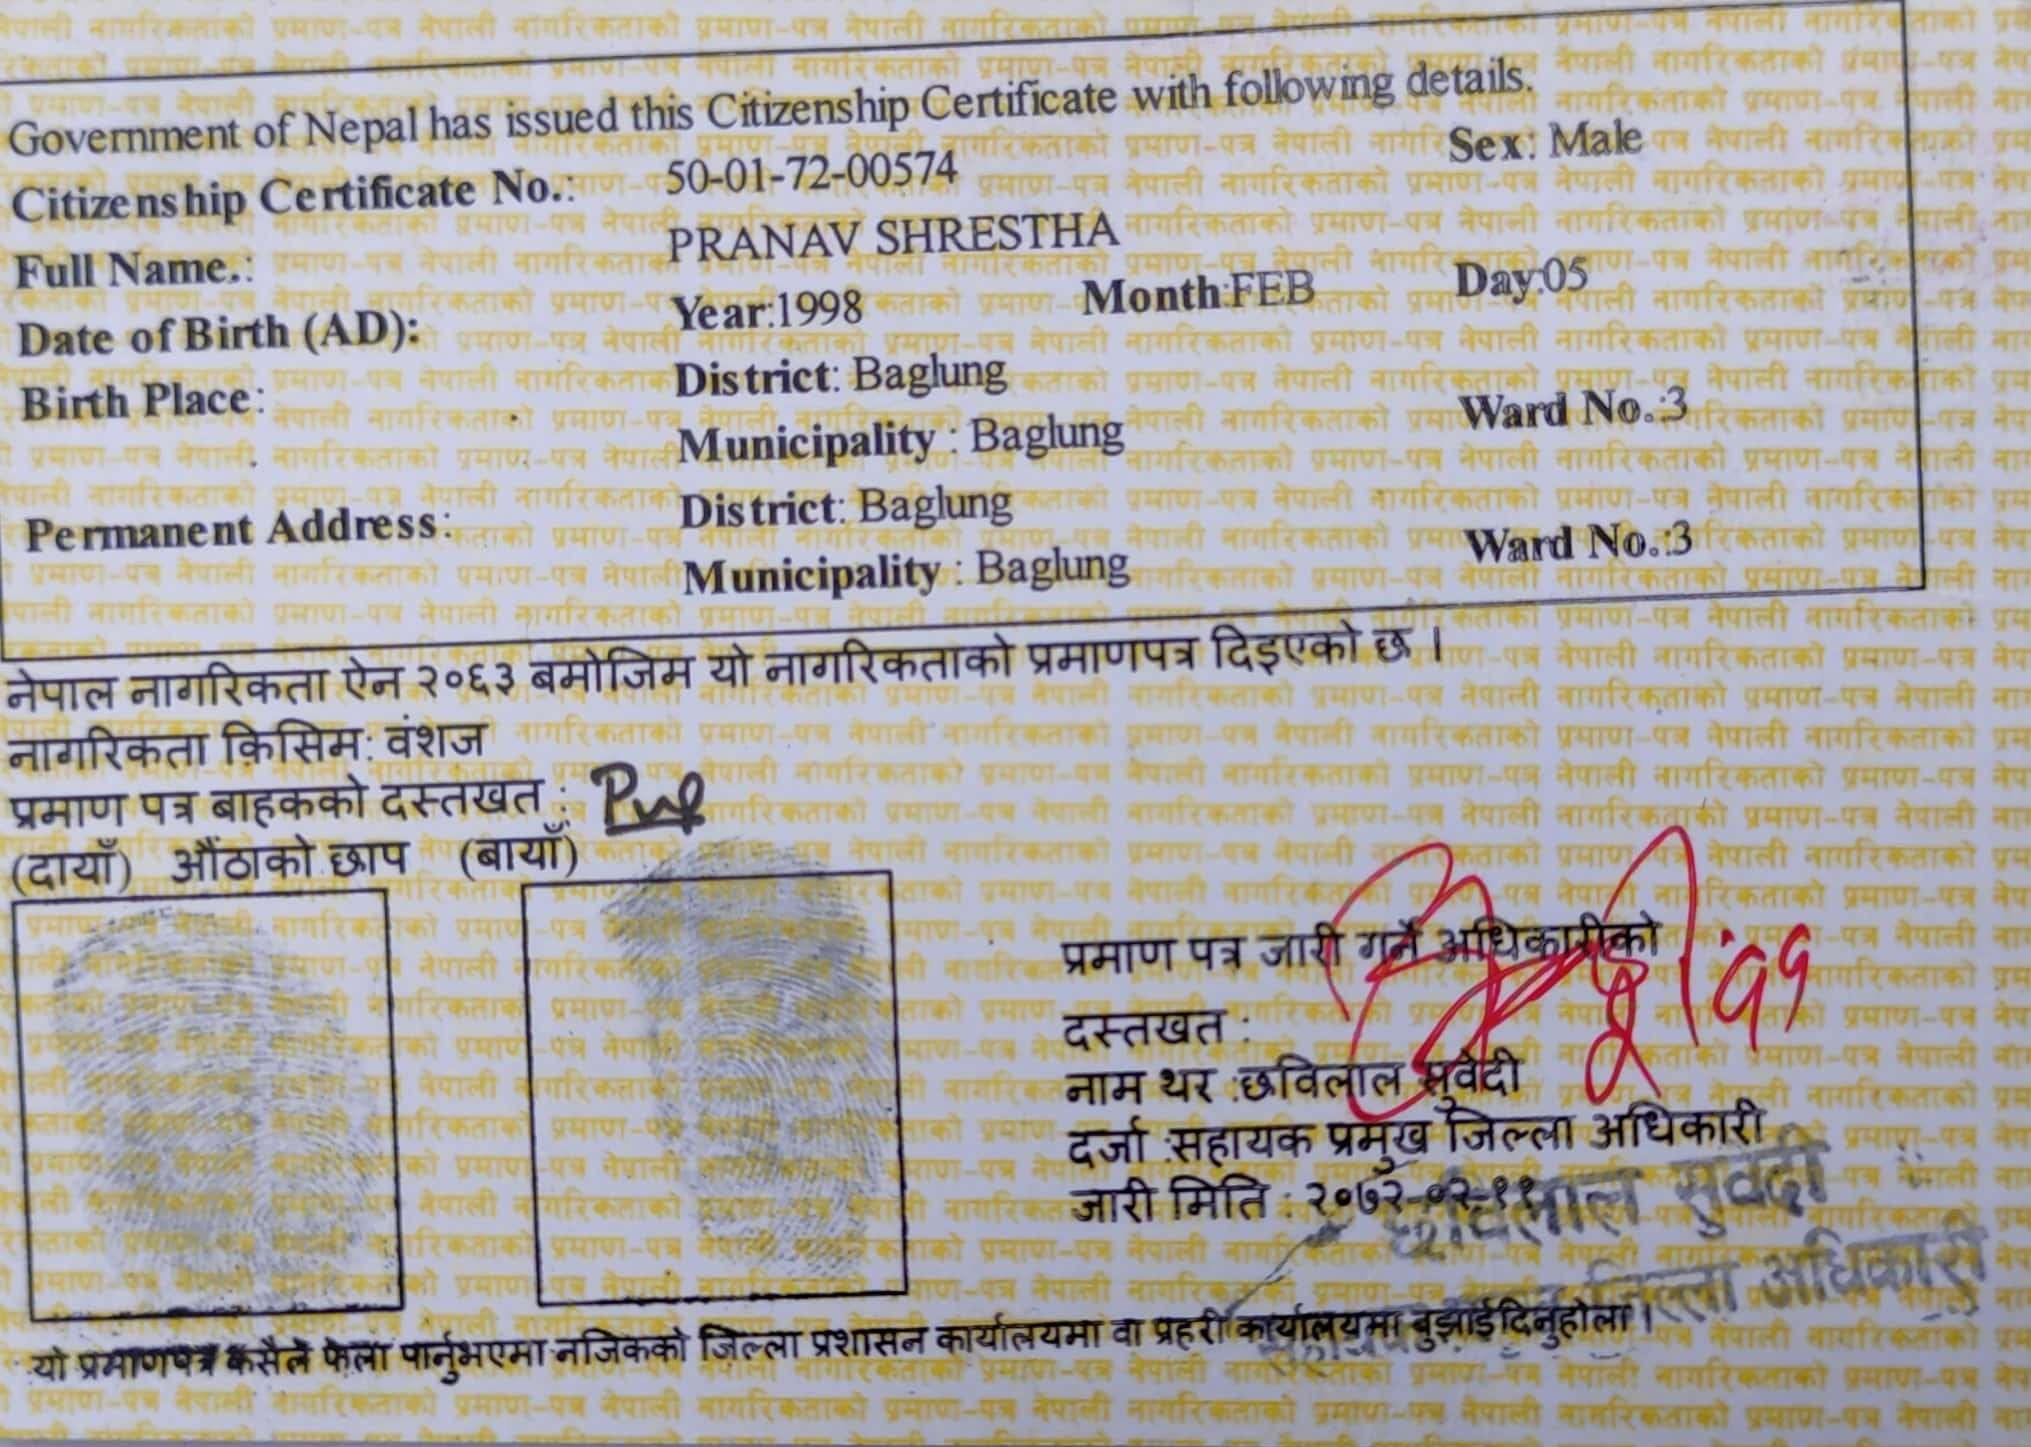 Government of Nepal has issued this Citizenship Certificate with following details.
Citizenship Certificate No.: 50-01-72-00574 Sex: Male
Full Name.: PRANAV SHRESTHA
Date of Birth (AD): Year:1998 Month:FEB Day:05
Birth Place: District: Baglung
Municipality : Baglung Ward No.:3
Permanent Address: District: Baglung
Municipality : Baglung Ward No.:3
नेपाल नागरिकता ऐन २०६३ बमोजिम यो नागरिकताको प्रमाणपत्र दिइएको छ ।
नागरिकता किसिम: वंशज
प्रमाण पत्र बाहकको दस्तखत :
(दायाँ) औंठाको छाप (बायाँ)
प्रमाण पत्र जारी गर्ने अधिकारीको
दस्तखत :
नाम थर :छविलाल सुवेदी
दर्जा :सहायक प्रमुख जिल्ला अधिकारी
जारी मिति : २०७२-०२-११
छविलाल सुवेदी
जिल्ला अधिकारी
यो प्रमाणपत्र कसैले फेला पार्नुभएमा नजिकको जिल्ला प्रशासन कार्यालयमा वा प्रहरी कार्यालयमा बुझाईदिनुहोला ।
नेपाली नागरिकताको प्रमाण-पत्र